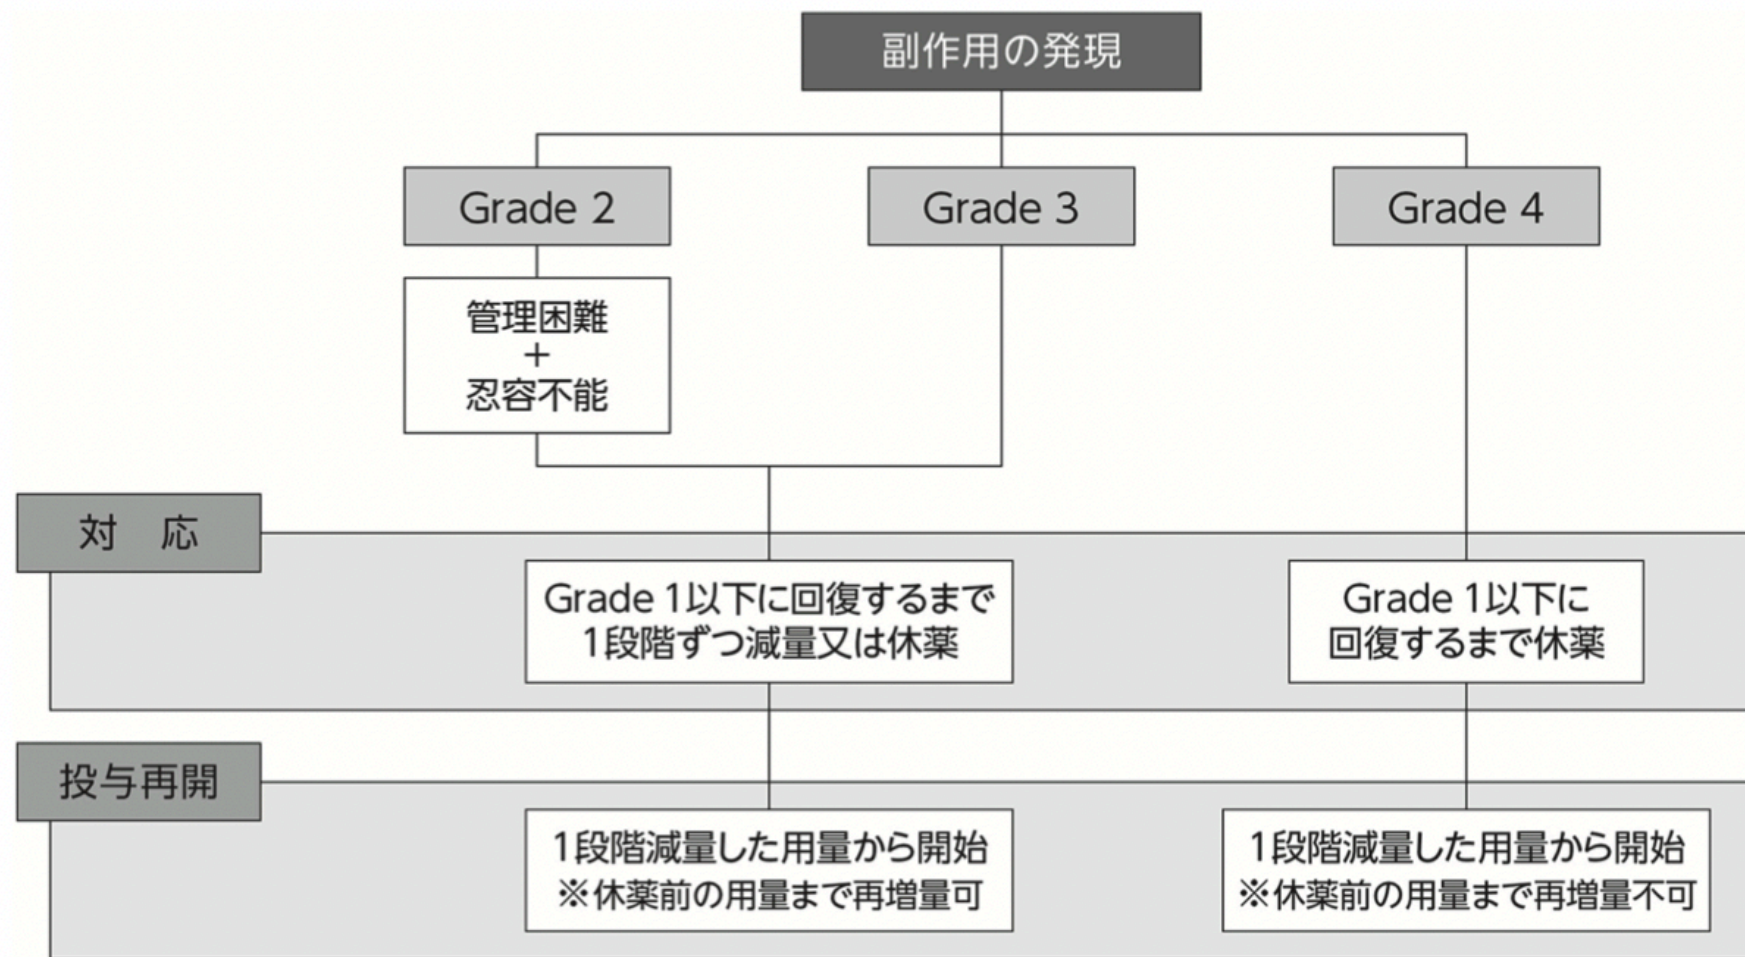 副作用の発現
Grade 2
Grade 3
Grade 4
管理困難
+
忍容不能
対　応
Grade 1以下に回復するまで
1段階ずつ減量又は休薬
Grade 1以下に
回復するまで休薬
投与再開
1段階減量した用量から開始
※休薬前の用量まで再増量可
1段階減量した用量から開始
※休薬前の用量まで再増量不可